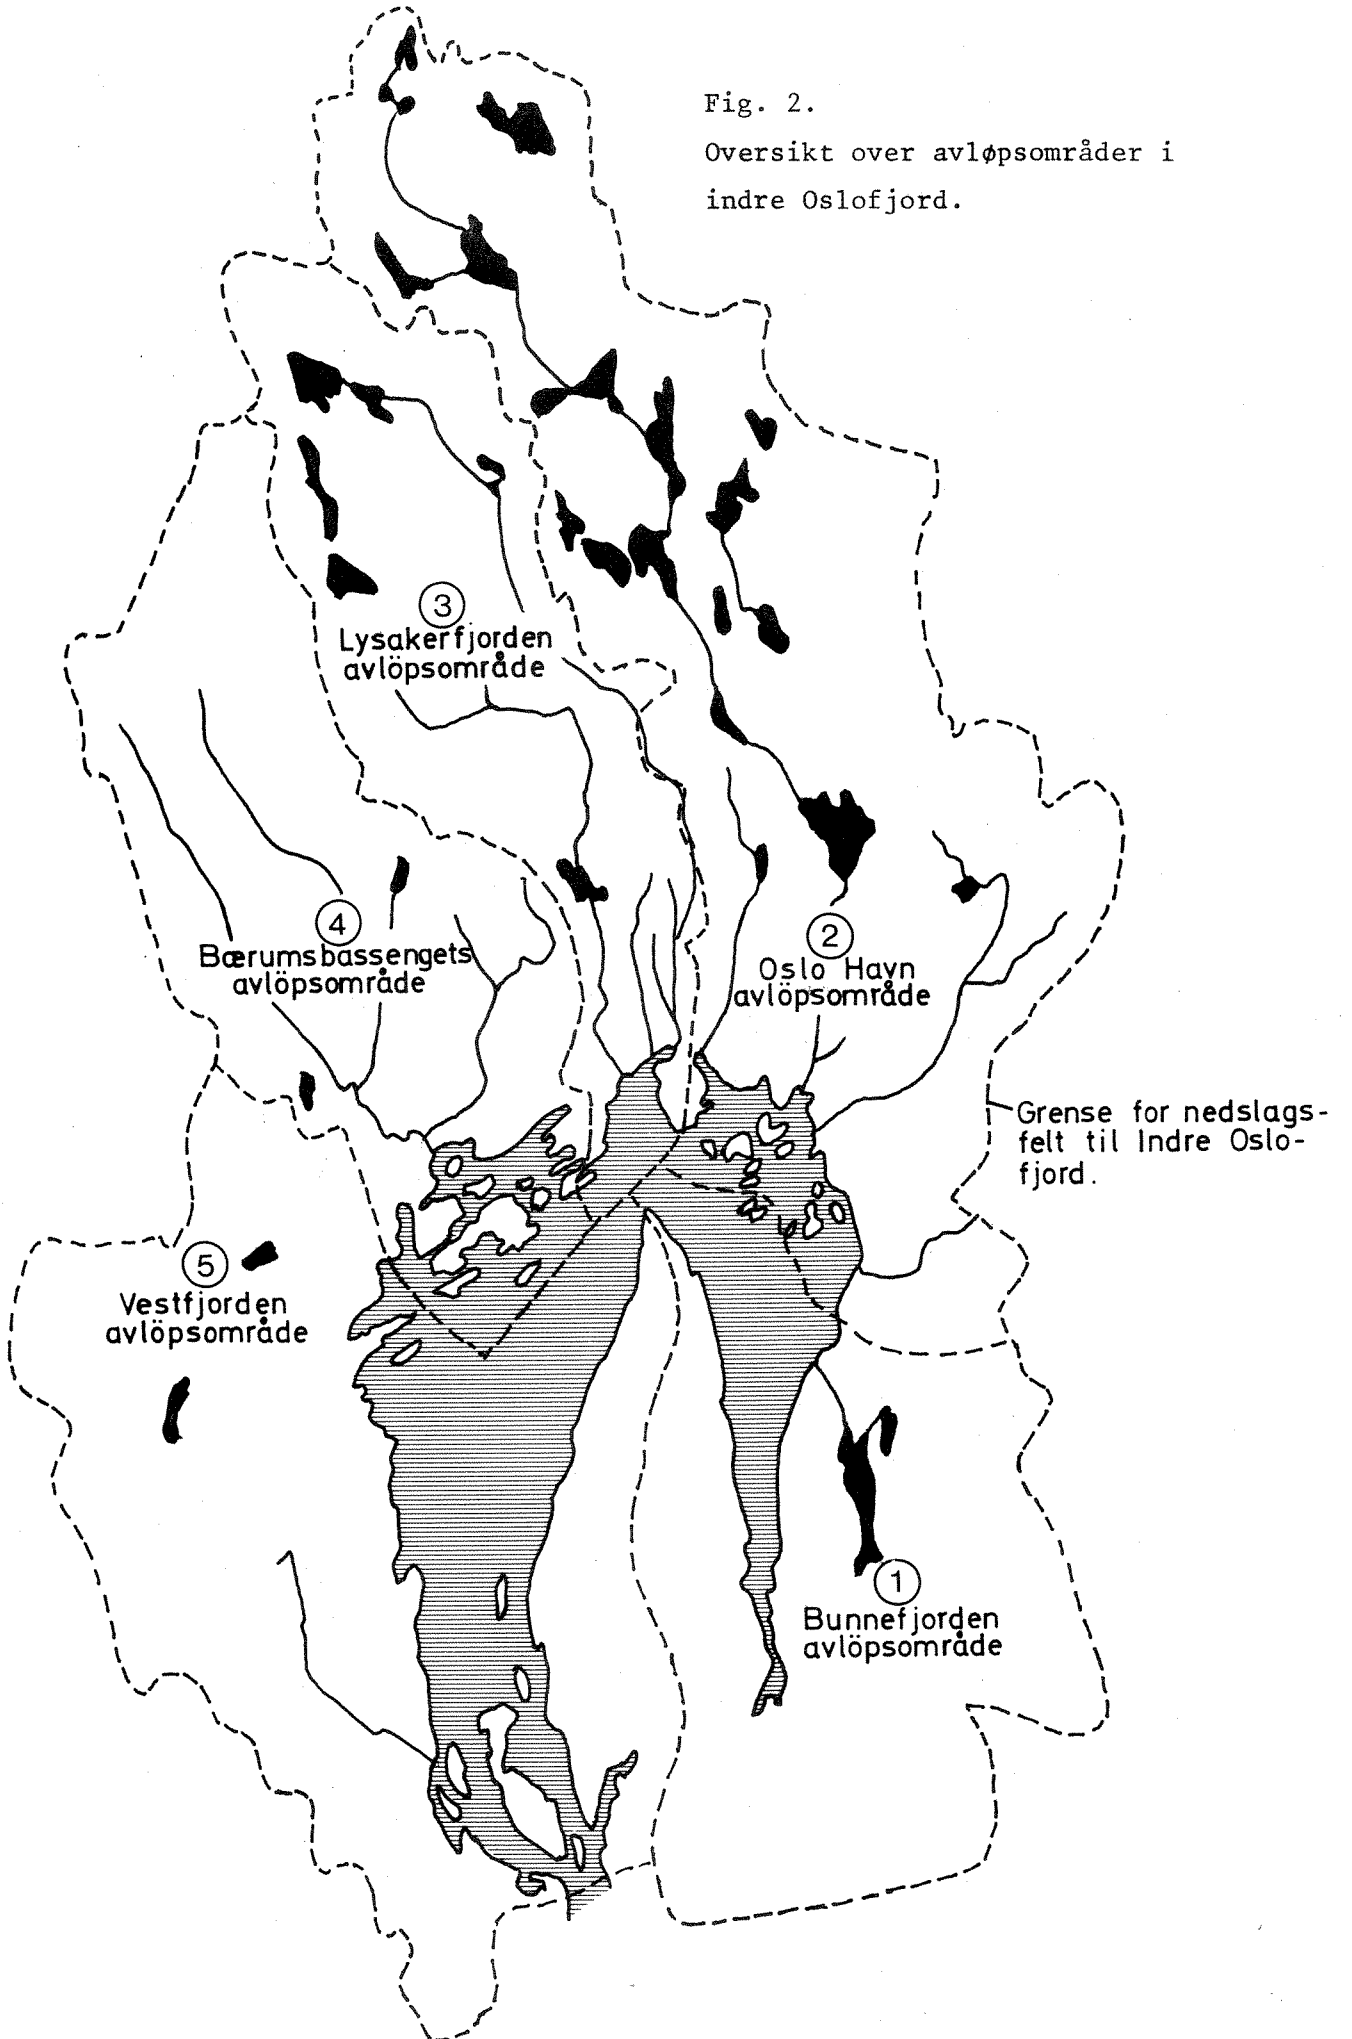 Fig. 2.
Oversikt over avløpsområder i
indre Oslofjord.
3
Lysakerfjorden
avlöpsområde
4
Bærumsbassengets
avlöpsområde
2
Oslo Havn
avlöpsområde
Grense for nedslags-
felt til Indre Oslo-
fjord.
5
Vestfjorden
avlöpsområde
1
Bunnefjorden
avlöpsområde